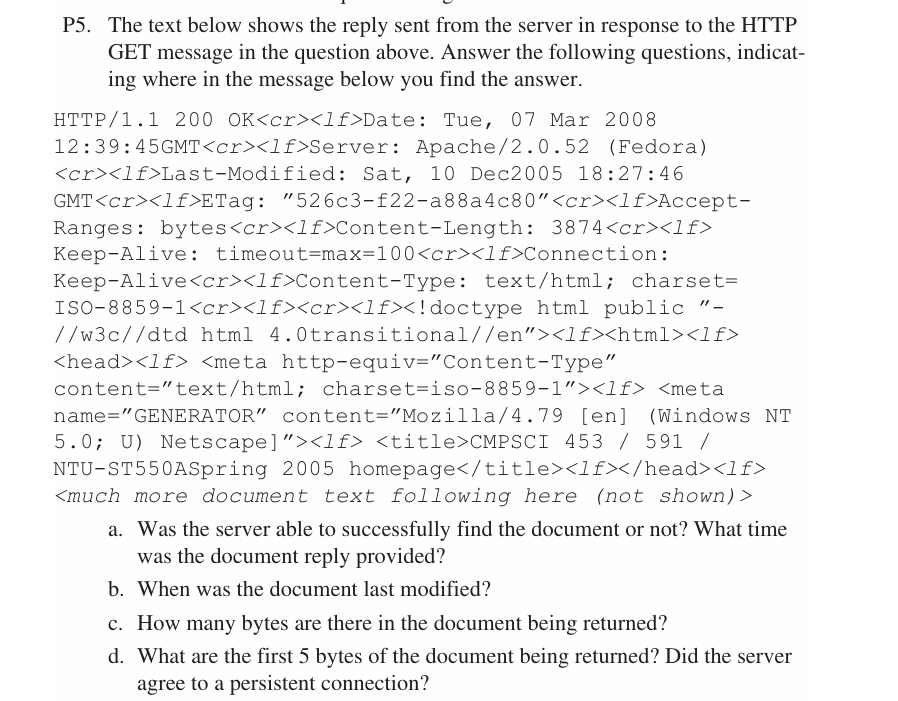 P5. The text below shows the reply sent from the server in response to the HTTP
GET message in the question above. Answer the following questions, indicat-
ing where in the message below you find the answer.
HTTP/1.1 200 OK<cr><lf>Date: Tue, 07 Mar 2008
12:39:45GMT<cr><lf>Server: Apache/2.0.52 (Fedora)
<cr><lf>Last-Modified: Sat, 10 Dec2005 18:27:46
GMT<cr><lf>ETag: ”526c3-f22-a88a4c80”<cr><lf>Accept-
Ranges: bytes<cr><lf>Content-Length: 3874<cr><lf>
Keep-Alive: timeout=max=100<cr><lf>Connection:
Keep-Alive<cr><lf>Content-Type: text/html; charset=
ISO-8859-1<cr><lf><cr><lf><!doctype html public ”-
//w3c//dtd html 4.0transitional//en”><lf><html><lf>
<head><lf> <meta http-equiv=”Content-Type”
content=”text/html; charset=iso-8859-1”><lf> <meta
name=”GENERATOR” content=”Mozilla/4.79 [en] (Windows NT
5.0; U) Netscape]”><lf> <title>CMPSCI 453 / 591 /
NTU-ST550ASpring 2005 homepage</title><lf></head><lf>
<much more document text following here (not shown)>
a. Was the server able to successfully find the document or not? What time
was the document reply provided?
b. When was the document last modified?
c. How many bytes are there in the document being returned?
d. What are the first 5 bytes of the document being returned? Did the server
agree to a persistent connection?